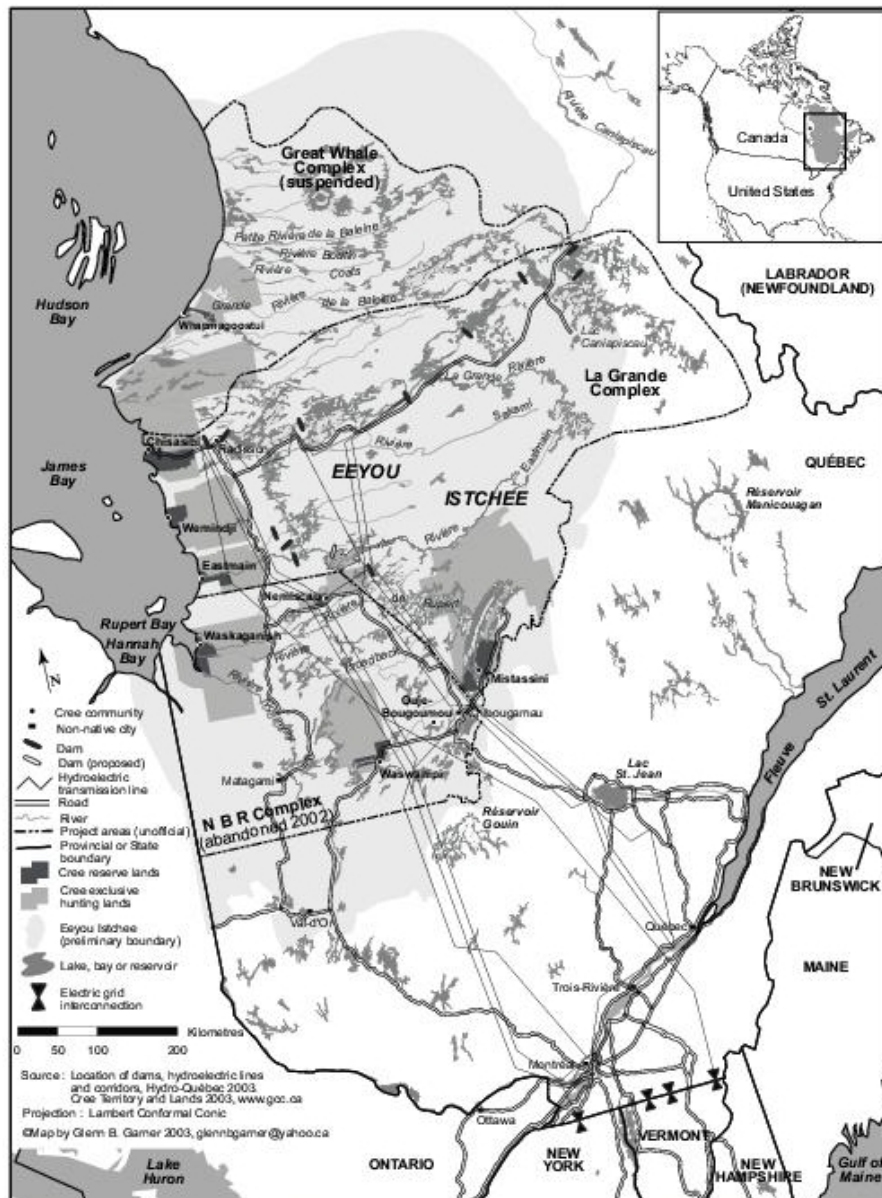 Rivière Caniapiscau
Canada
United States
Great Whale
Complex
(suspended)
Petite Rivière de la Baleine
Rivière Boutin
Rivière Coats
Grande Rivière de la Baleine
Hudson
Bay
Whapmagoostui
LABRADOR
(NEWFOUNDLAND)
Lac
Caniapiscau
La Grande Rivière
La Grande
Complex
Chisasibi
Radisson
Rivière Sakami
James
Bay
EEYOU
ISTCHEE
QUÉBEC
Réservoir
Manicouagan
Wemindji
Rivière Eastmain
Eastmain
Nemiscau
Rivière de Rupert
Rupert Bay
Hannah
Bay
Waskaganish
Rivière Broadback
Rivière
Mistassini
Ouje-
Bougoumou
Chibougamau
N
Cree community
Non-native city
Dam
Dam (proposed)
Hydroelectric
transmission line
Road
River
Project areas (unofficial)
Provincial or State
boundary
Cree reserve lands
Cree exclusive
hunting lands
Eeyou Istchee
(preliminary boundary)
Lake, bay or reservoir
Electric grid
interconnection
Matagami
Waswanipi
N B R Complex
(abandoned 2002)
Lac
St. Jean
Réservoir
Gouin
Fleuve St. Laurent
Val-d'Or
Québec
NEW
BRUNSWICK
MAINE
Trois-Rivière
Kilometres
0 50 100 200
Montréal
Source : Location of dams, hydroelectric lines
and corridors, Hydro-Québec 2003.
Cree Territory and Lands 2003, www.gcc.ca
Projection : Lambert Conformal Conic
©Map by Glenn B. Garner 2003, glennbgarner@yahoo.ca
Ottawa
Lake
Huron
ONTARIO
NEW
YORK
VERMONT
NEW
HAMPSHIRE
Gulf of
Maine